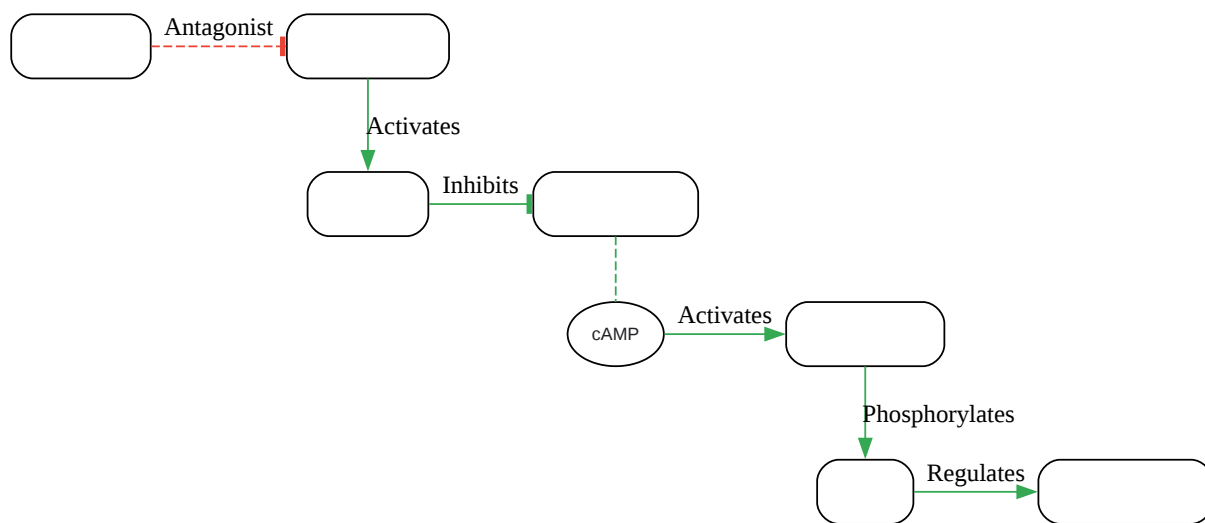 Antagonist
Activates
Inhibits
cAMP
Activates
Phosphorylates
Regulates